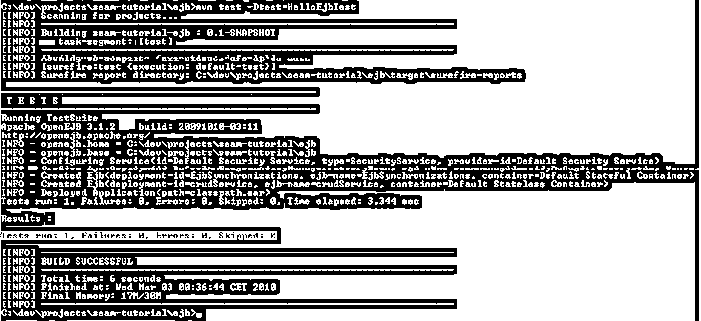 C:\dev\projects\seam-tutorial\ejb>mvn test -Dtest=HelloEjbTest
[INFO] Scanning for projects...
[INFO]
[INFO] Building seam-tutorial-ejb : 0.1-SNAPSHOT
[INFO]    task-segment: [test]
[INFO]
[INFO] [surefire:test {execution: default-test}]
[INFO] Surefire report directory: C:\dev\projects\seam-tutorial\ejb\target\surefire-reports
T E S T S
Running TestSuite
Apache OpenEJB 3.1.2    build: 20091010-03:11
http://openejb.apache.org/
INFO - openejb.home = C:\dev\projects\seam-tutorial\ejb
INFO - openejb.base = C:\dev\projects\seam-tutorial\ejb
INFO - Configuring Service(id=Default Security Service, type=SecurityService, provider-id=Default Security Service)
INFO - Created Ejb(deployment-id=EjbSynchronizations, ejb-name=EjbSynchronizations, container=Default Stateful Container)
INFO - Created Ejb(deployment-id=crudService, ejb-name=crudService, container=Default Stateless Container)
INFO - Deployed Application(path=classpath.ear)
Tests run: 1, Failures: 0, Errors: 0, Skipped: 0, Time elapsed: 3.344 sec
Results :
Tests run: 1, Failures: 0, Errors: 0, Skipped: 0
[INFO]
[INFO] BUILD SUCCESSFUL
[INFO]
[INFO] Total time: 6 seconds
[INFO] Finished at: Wed Mar 03 00:36:44 CET 2010
[INFO] Final Memory: 17M/30M
[INFO]
C:\dev\projects\seam-tutorial\ejb>